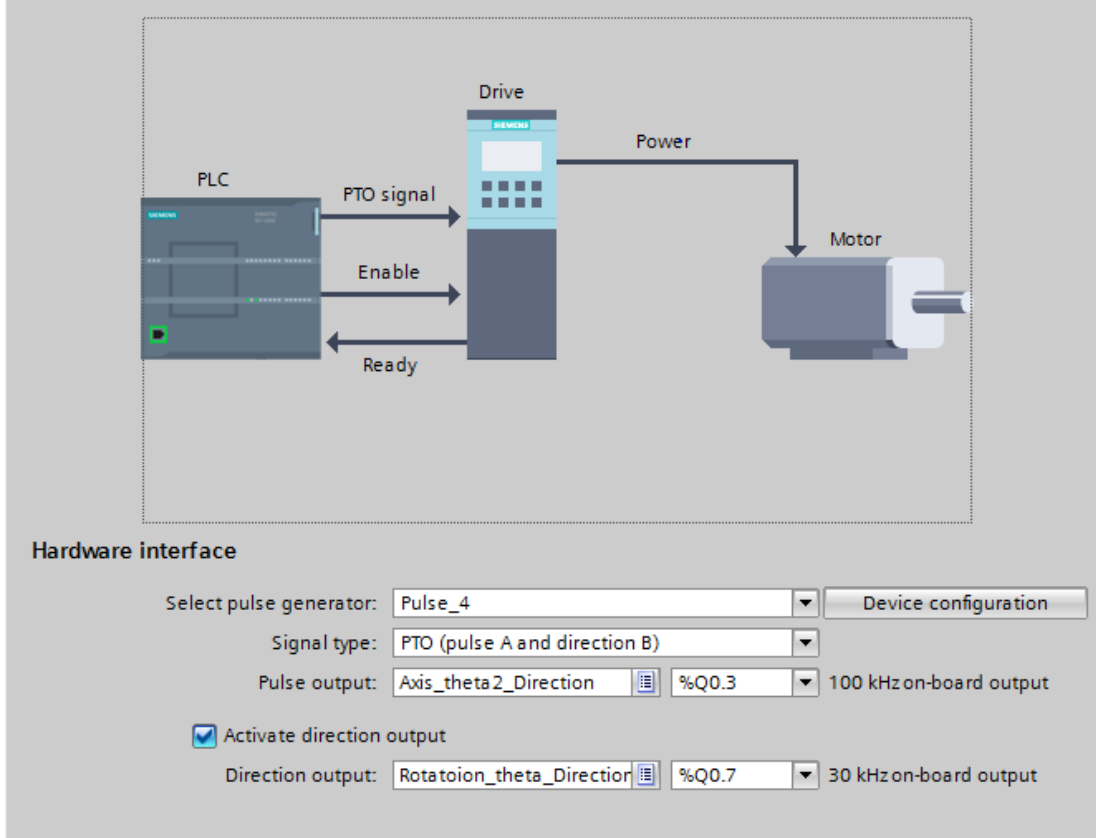 Drive
SIEMENS
Power
PLC
PTO signal
SIEMENS
Motor
Enable
Ready
Hardware interface
Select pulse generator: Pulse_4 Device configuration
Signal type: PTO (pulse A and direction B)
Pulse output: Axis_theta2_Direction %Q0.3 100 kHz on-board output
Activate direction output
Direction output: Rotatoion_theta_Direction %Q0.7 30 kHz on-board output